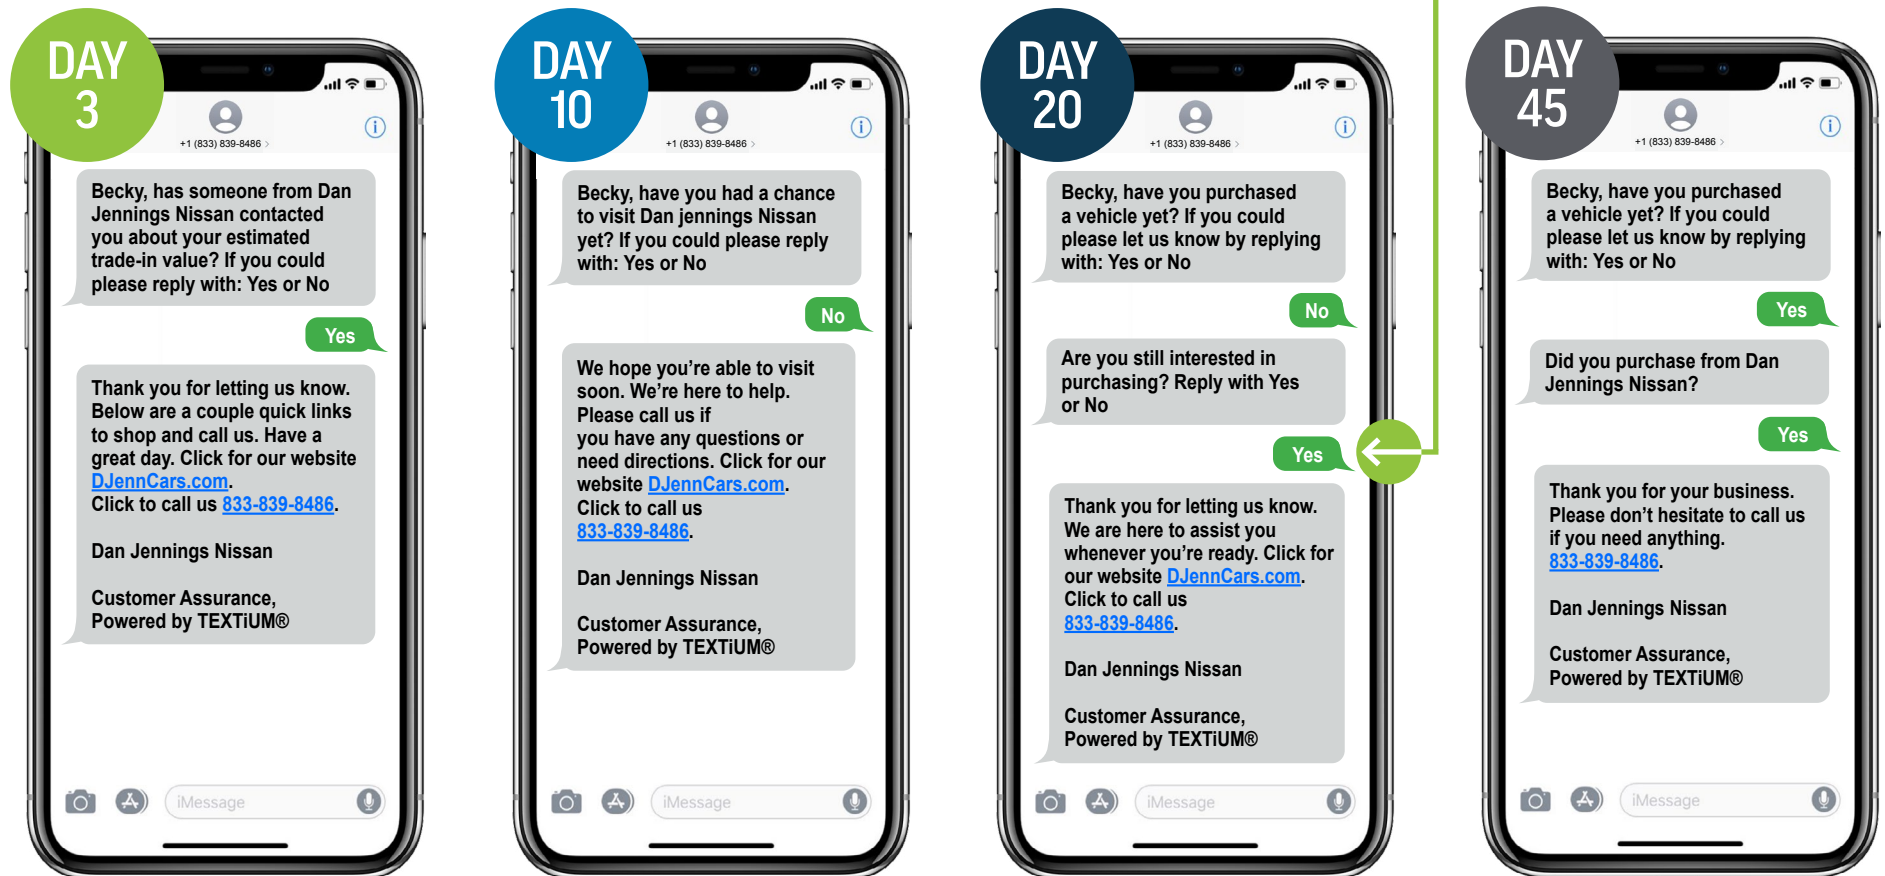 DAY
3
+1 (833) 839-8486 >
Becky, has someone from Dan
Jennings Nissan contacted
you about your estimated
trade-in value? If you could
please reply with: Yes or No
Yes
Thank you for letting us know.
Below are a couple quick links
to shop and call us. Have a
great day. Click for our website
DJennCars.com.
Click to call us 833-839-8486.
Dan Jennings Nissan
Customer Assurance,
Powered by TEXTiUM®
iMessage
DAY
10
+1 (833) 839-8486 >
Becky, have you had a chance
to visit Dan jennings Nissan
yet? If you could please reply
with: Yes or No
No
We hope you’re able to visit
soon. We’re here to help.
Please call us if
you have any questions or
need directions. Click for our
website DJennCars.com.
Click to call us
833-839-8486.
Dan Jennings Nissan
Customer Assurance,
Powered by TEXTiUM®
iMessage
DAY
20
+1 (833) 839-8486 >
Becky, have you purchased
a vehicle yet? If you could
please let us know by replying
with: Yes or No
No
Are you still interested in
purchasing? Reply with Yes
or No
Yes
Thank you for letting us know.
We are here to assist you
whenever you’re ready. Click for
our website DJennCars.com.
Click to call us
833-839-8486.
Dan Jennings Nissan
Customer Assurance,
Powered by TEXTiUM®
iMessage
DAY
45
+1 (833) 839-8486 >
Becky, have you purchased
a vehicle yet? If you could
please let us know by replying
with: Yes or No
Yes
Did you purchase from Dan
Jennings Nissan?
Yes
Thank you for your business.
Please don’t hesitate to call us
if you need anything.
833-839-8486.
Dan Jennings Nissan
Customer Assurance,
Powered by TEXTiUM®
iMessage